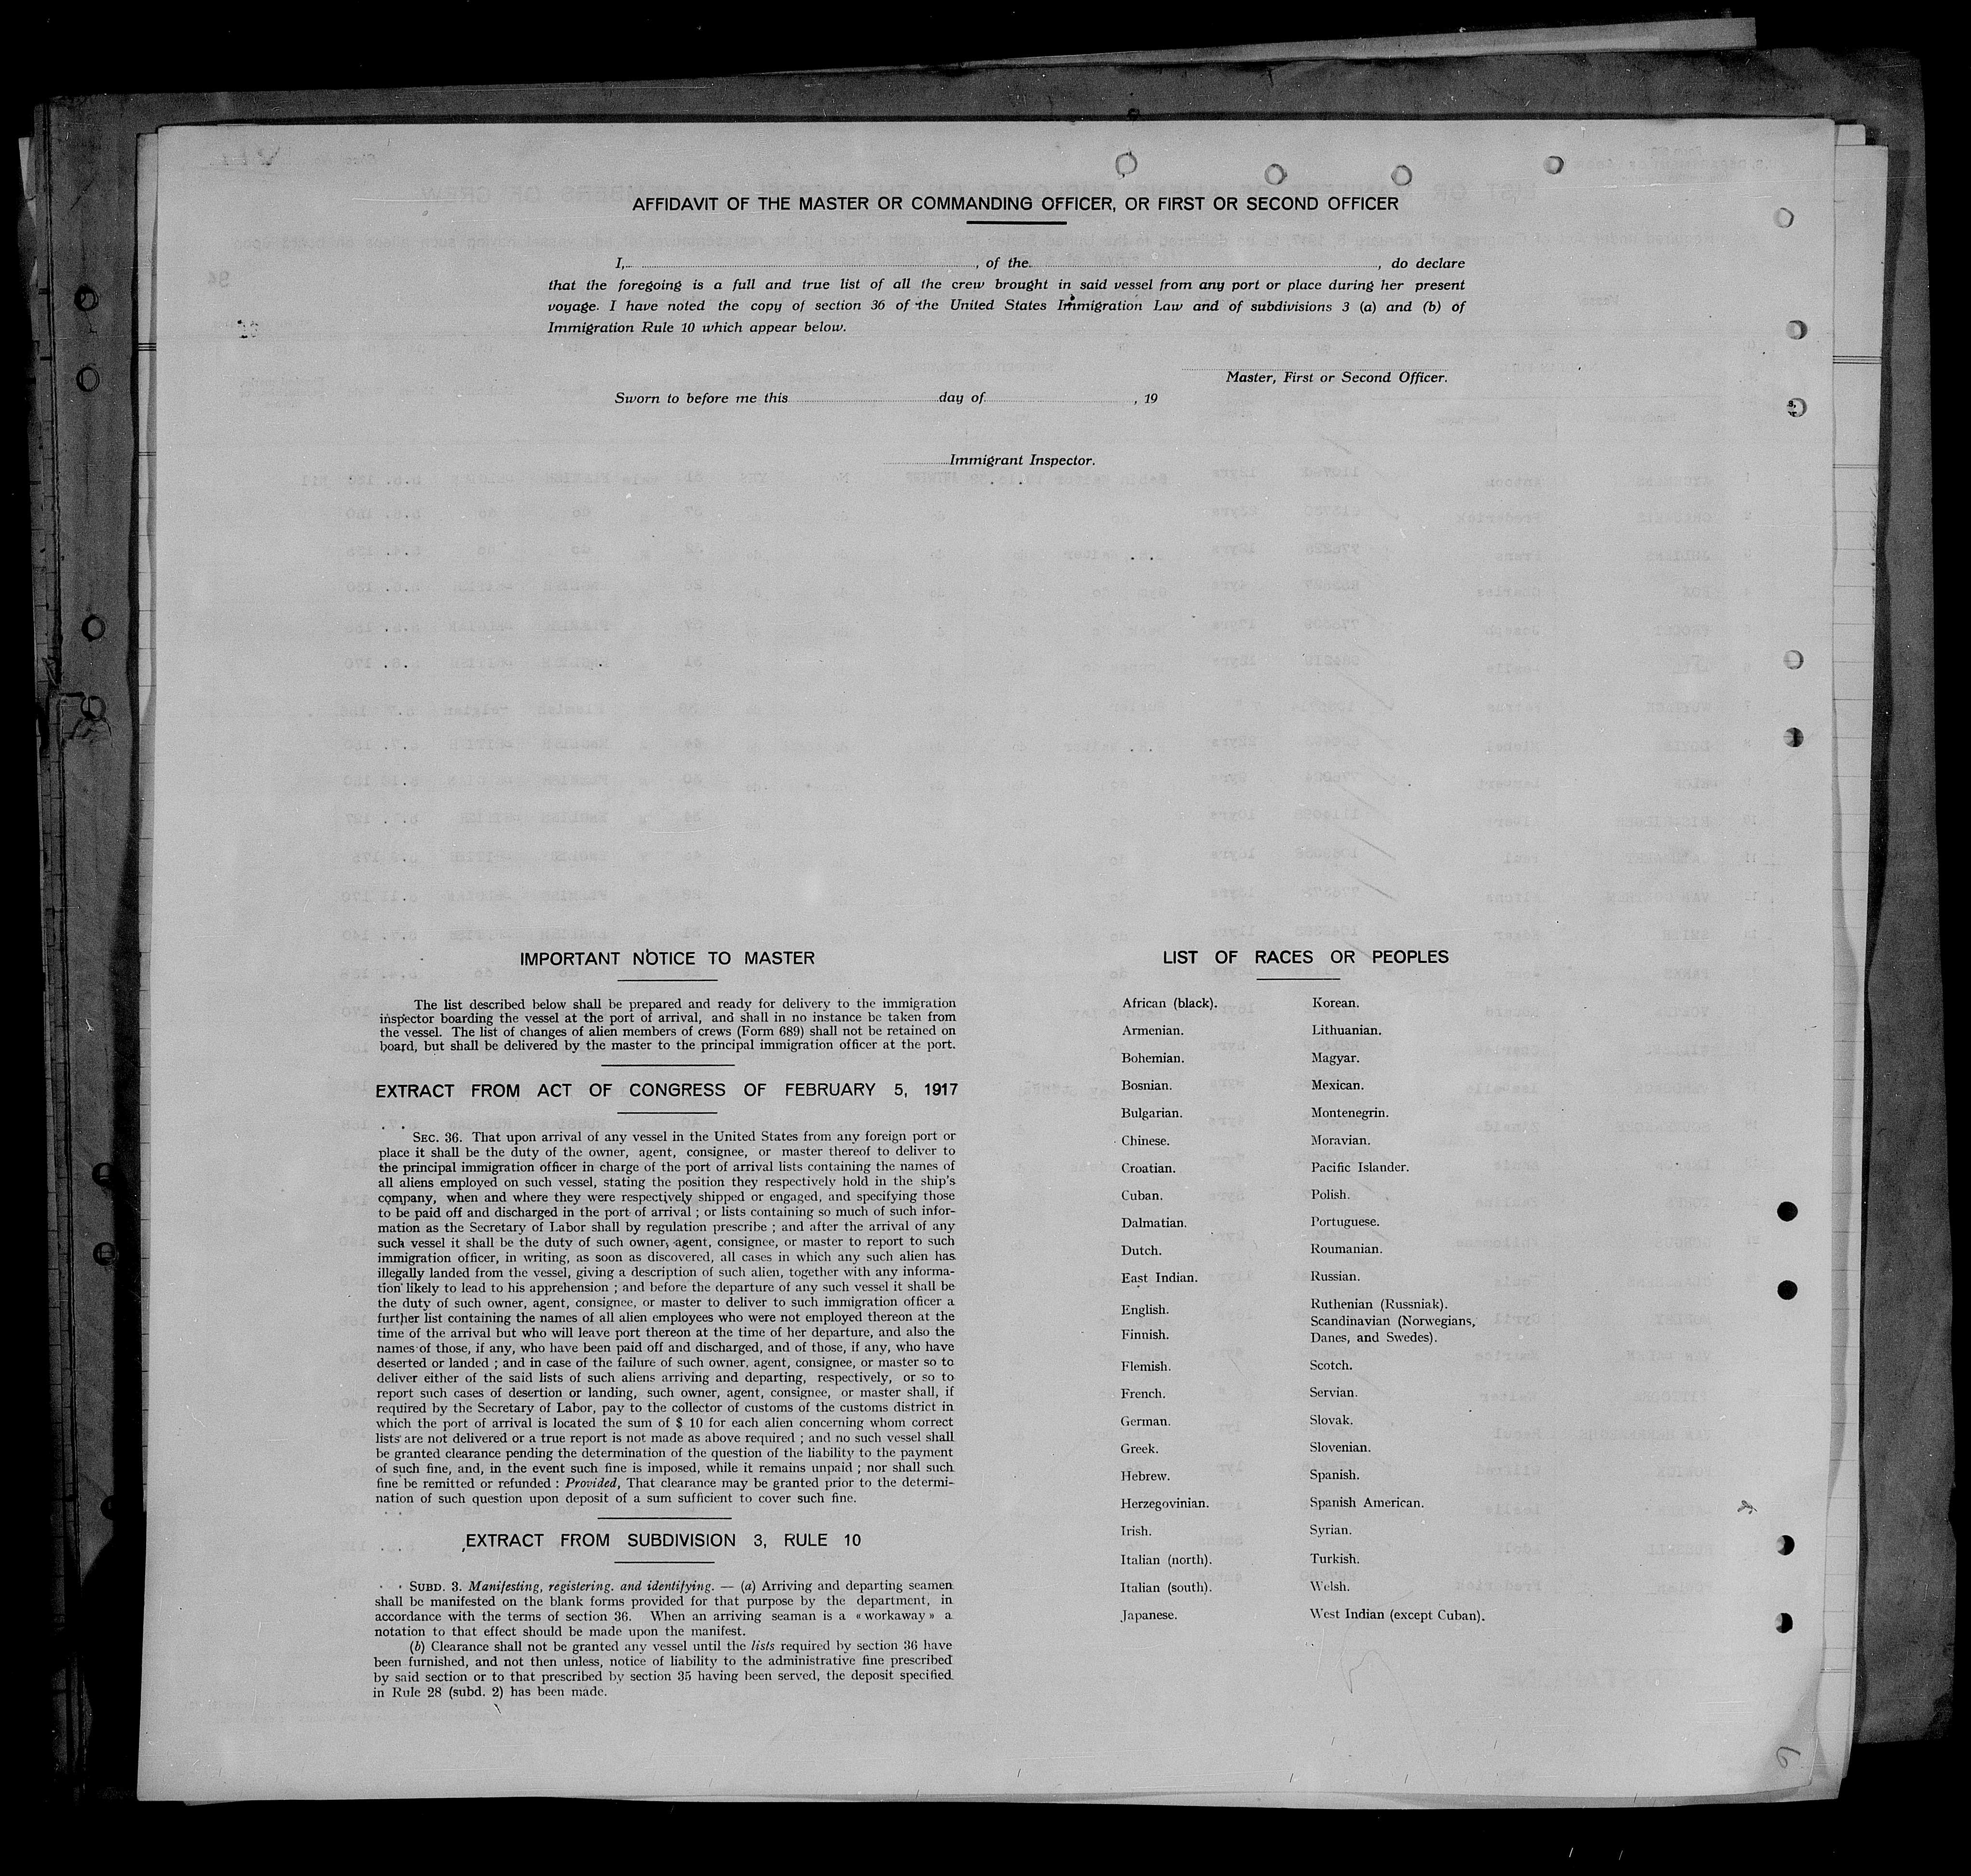 AFFIDAVIT OF THE MASTER OR COMMANDING OFFICER, OR FIRST OR SECOND OFFICER
I, , of the , do declare
that the foregoing is a full and true list of all the crew brought in said vessel from any port or place during her present
voyage. I have noted the copy of section 36 of the United States Immigration Law and of subdivisions 3 (a) and (b) of
Immigration Rule 10 which appear below.
Master, First or Second Officer.
Sworn to before me this day of , 19
Immigrant Inspector.
IMPORTANT NOTICE TO MASTER
The list described below shall be prepared and ready for delivery to the immigration
inspector boarding the vessel at the port of arrival, and shall in no instance be taken from
the vessel. The list of changes of alien members of crews (Form 689) shall not be retained on
board, but shall be delivered by the master to the principal immigration officer at the port.
EXTRACT FROM ACT OF CONGRESS OF FEBRUARY 5, 1917
SEC. 36. That upon arrival of any vessel in the United States from any foreign port or
place it shall be the duty of the owner, agent, consignee, or master thereof to deliver to
the principal immigration officer in charge of the port of arrival lists containing the names of
all aliens employed on such vessel, stating the position they respectively hold in the ship's
company, when and where they were respectively shipped or engaged, and specifying those
to be paid off and discharged in the port of arrival ; or lists containing so much of such infor-
mation as the Secretary of Labor shall by regulation prescribe ; and after the arrival of any
such vessel it shall be the duty of such owner, agent, consignee, or master to report to such
immigration officer, in writing, as soon as discovered, all cases in which any such alien has
illegally landed from the vessel, giving a description of such alien, together with any informa-
tion likely to lead to his apprehension ; and before the departure of any such vessel it shall be
the duty of such owner, agent, consignee, or master to deliver to such immigration officer a
further list containing the names of all alien employees who were not employed thereon at the
time of the arrival but who will leave port thereon at the time of her departure, and also the
names of those, if any, who have been paid off and discharged, and of those, if any, who have
deserted or landed ; and in case of the failure of such owner, agent, consignee, or master so to
deliver either of the said lists of such aliens arriving and departing, respectively, or so to
report such cases of desertion or landing, such owner, agent, consignee, or master shall, if
required by the Secretary of Labor, pay to the collector of customs of the customs district in
which the port of arrival is located the sum of $ 10 for each alien concerning whom correct
lists are not delivered or a true report is not made as above required ; and no such vessel shall
be granted clearance pending the determination of the question of the liability to the payment
of such fine, and, in the event such fine is imposed, while it remains unpaid ; nor shall such
fine be remitted or refunded : Provided, That clearance may be granted prior to the determi-
nation of such question upon deposit of a sum sufficient to cover such fine.
EXTRACT FROM SUBDIVISION 3, RULE 10
SUBD. 3. Manifesting, registering. and identifying. — (a) Arriving and departing seamen
shall be manifested on the blank forms provided for that purpose by the department, in
accordance with the terms of section 36. When an arriving seaman is a « workaway » a
notation to that effect should be made upon the manifest.
(b) Clearance shall not be granted any vessel until the lists required by section 36 have
been furnished, and not then unless, notice of liability to the administrative fine prescribed
by said section or to that prescribed by section 35 having been served, the deposit specified
in Rule 28 (subd. 2) has been made.
LIST OF RACES OR PEOPLES
African (black).
Armenian.
Bohemian.
Bosnian.
Bulgarian.
Chinese.
Croatian.
Cuban.
Dalmatian.
Dutch.
East Indian.
English.
Finnish.
Flemish.
French.
German.
Greek.
Hebrew.
Herzegovinian.
Irish.
Italian (north).
Italian (south).
Japanese.
Korean.
Lithuanian.
Magyar.
Mexican.
Montenegrin.
Moravian.
Pacific Islander.
Polish.
Portuguese.
Roumanian.
Russian.
Ruthenian (Russniak).
Scandinavian (Norwegians,
Danes, and Swedes).
Scotch.
Servian.
Slovak.
Slovenian.
Spanish.
Spanish American.
Syrian.
Turkish.
Welsh.
West Indian (except Cuban).